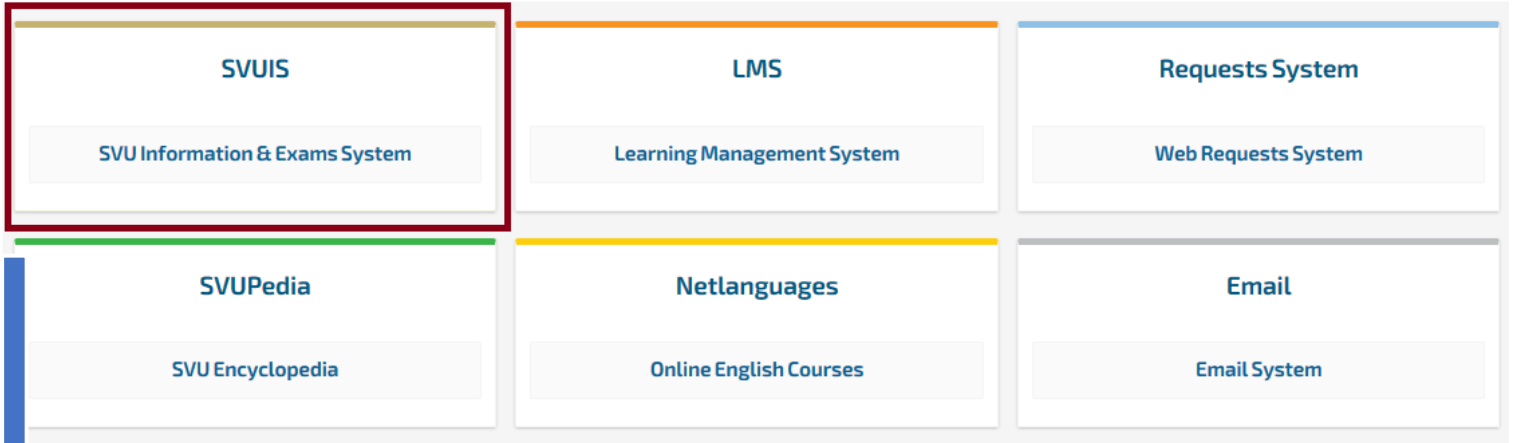 SVUIS
SVU Information & Exams System
LMS
Learning Management System
Requests System
Web Requests System
SVUPedia
SVU Encyclopedia
Netlanguages
Online English Courses
Email
Email System